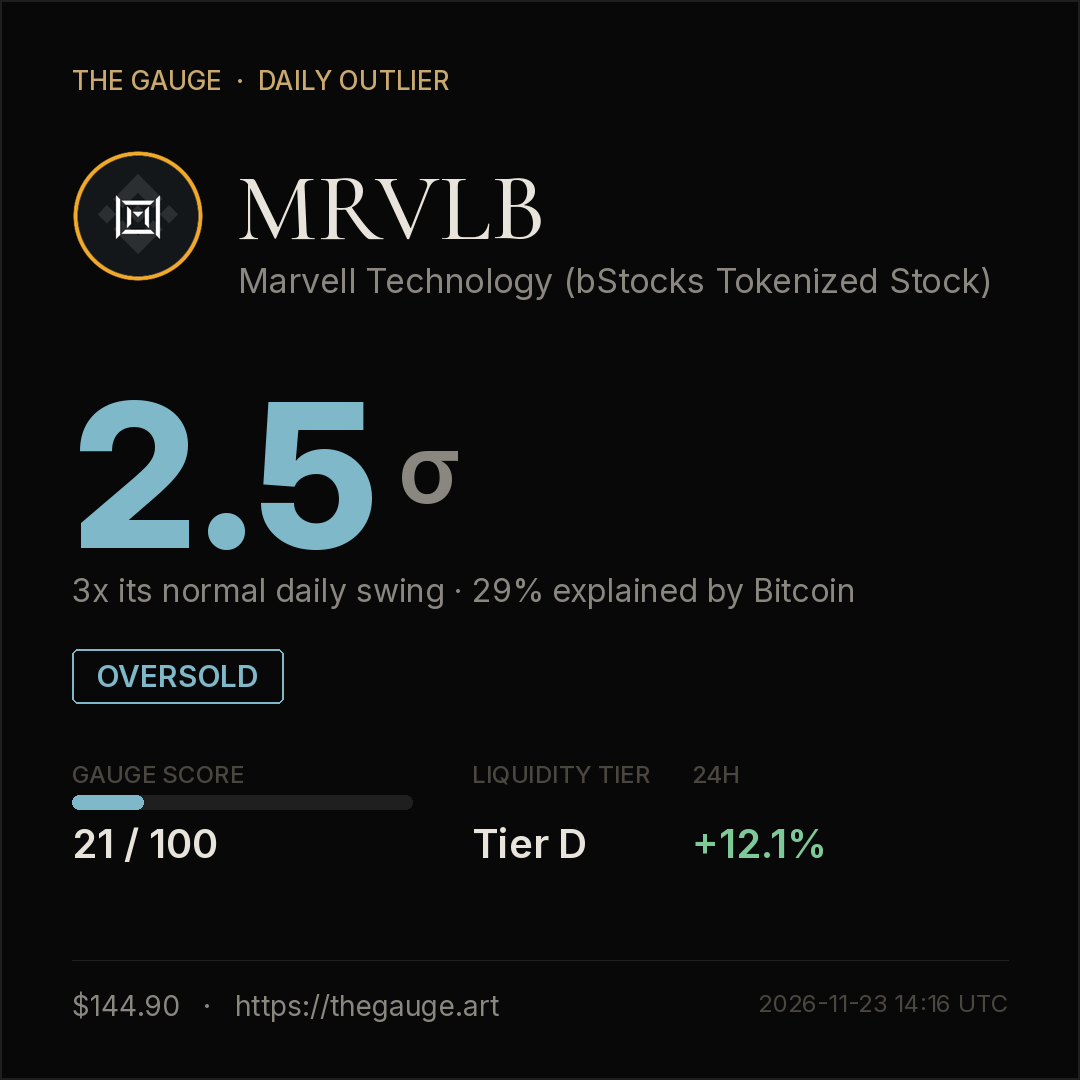 THE GAUGE · DAILY OUTLIER
MRVLB
Marvell Technology (bStocks Tokenized Stock)
2.5 σ
3x its normal daily swing · 29% explained by Bitcoin
OVERSOLD
GAUGE SCORE LIQUIDITY TIER 24H
21 / 100 Tier D +12.1%
$144.90 · https://thegauge.art 2026-11-23 14:16 UTC